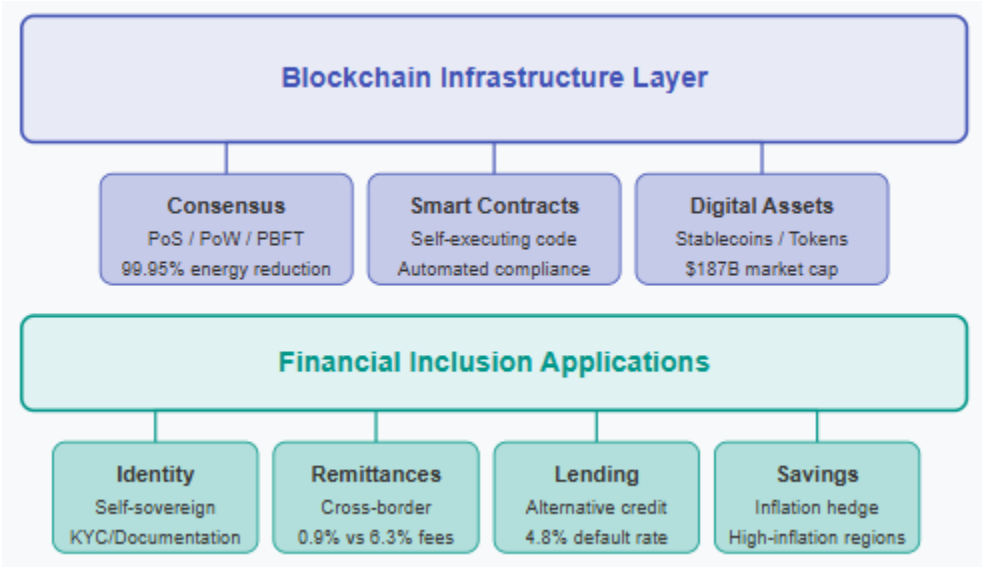 Blockchain Infrastructure Layer
Consensus
PoS / PoW / PBFT
99.95% energy reduction
Smart Contracts
Self-executing code
Automated compliance
Digital Assets
Stablecoins / Tokens
$187B market cap
Financial Inclusion Applications
Identity
Self-sovereign
KYC/Documentation
Remittances
Cross-border
0.9% vs 6.3% fees
Lending
Alternative credit
4.8% default rate
Savings
Inflation hedge
High-inflation regions